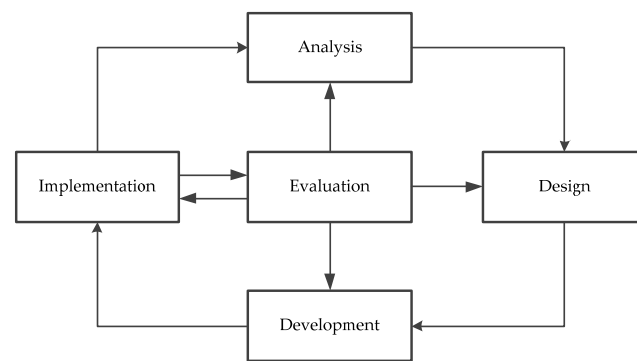 Analysis
Implementation
Evaluation
Design
Development